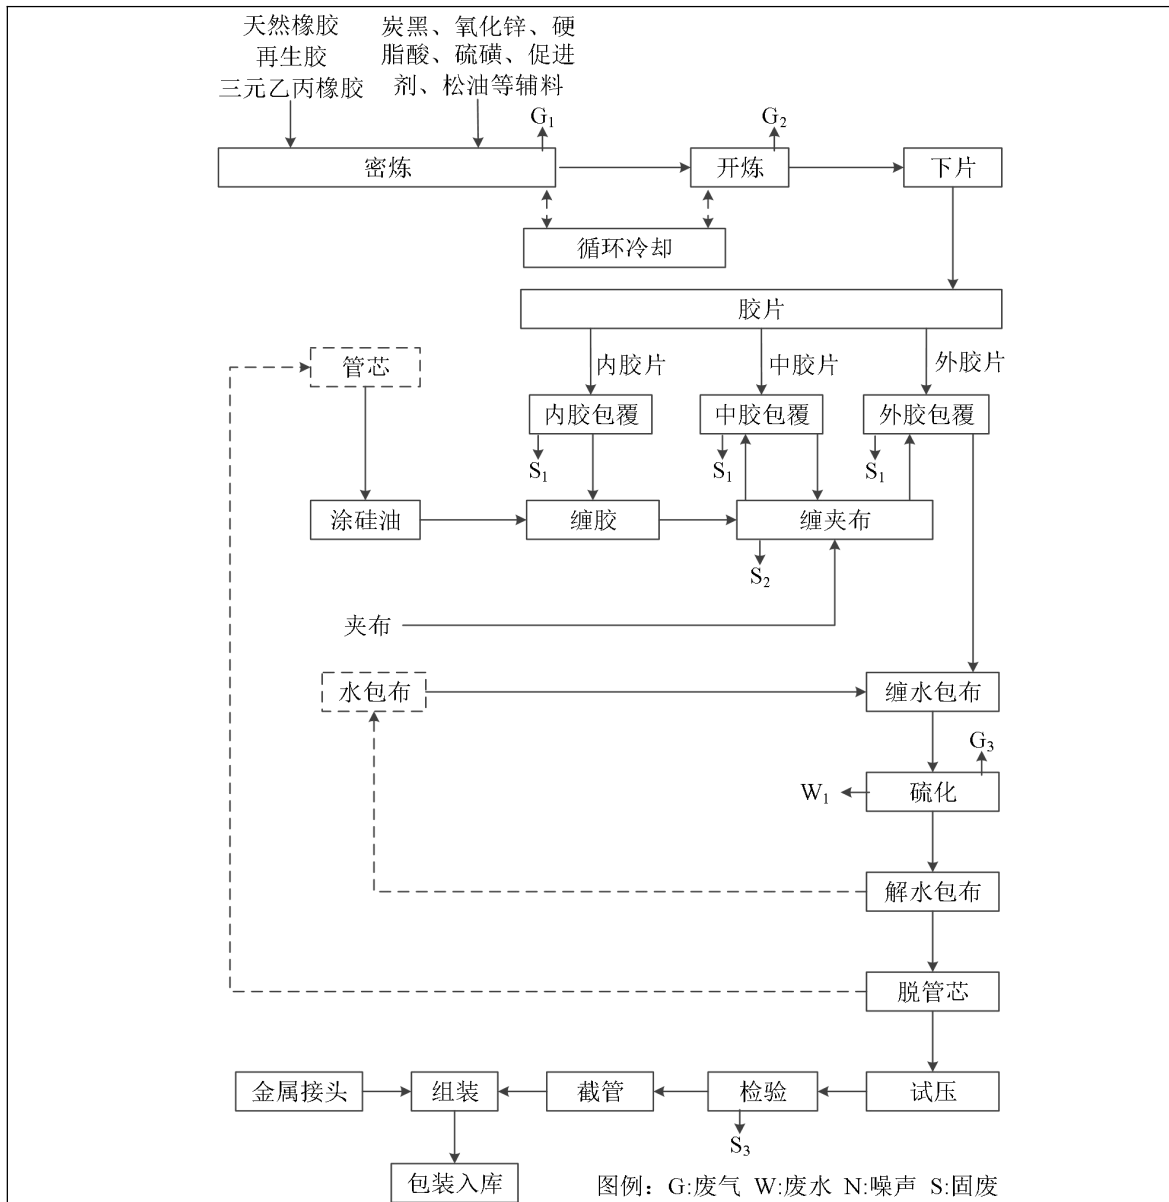 天然橡胶
再生胶
三元乙丙橡胶
炭黑、氧化锌、硬
脂酸、硫磺、促进
剂、松油等辅料
G₁
G₂
密炼
开炼
下片
循环冷却
胶片
内胶片
中胶片
外胶片
管芯
内胶包覆
中胶包覆
外胶包覆
S₁
S₁
S₁
涂硅油
缠胶
缠夹布
S₂
夹布
水包布
缠水包布
G₃
W₁
硫化
解水包布
脱管芯
金属接头
组装
截管
检验
试压
S₃
包装入库
图例：G:废气 W:废水 N:噪声 S:固废